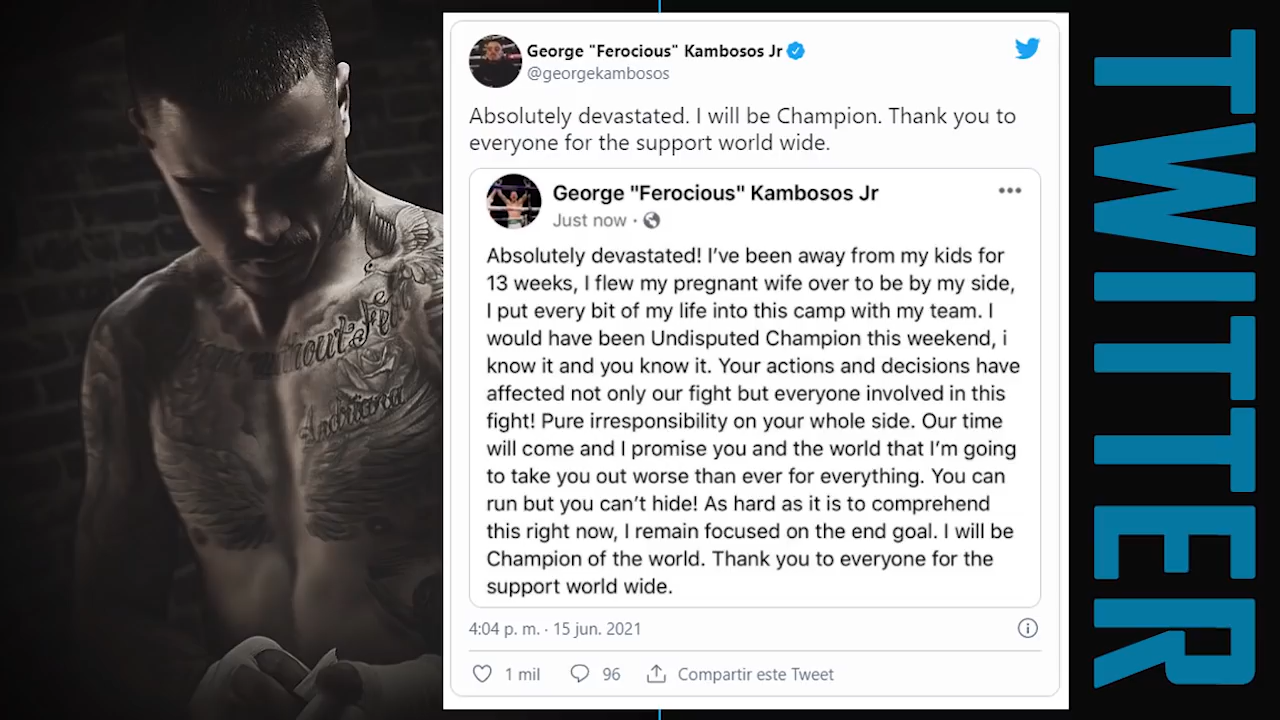 George "Ferocious" Kambosos Jr
@georgekambosos
Absolutely devastated. I will be Champion. Thank you to
everyone for the support world wide.
George "Ferocious" Kambosos Jr
Just now ·
Absolutely devastated! I've been away from my kids for
13 weeks, I flew my pregnant wife over to be by my side,
I put every bit of my life into this camp with my team. I
would have been Undisputed Champion this weekend, i
know it and you know it. Your actions and decisions have
affected not only our fight but everyone involved in this
fight! Pure irresponsibility on your whole side. Our time
will come and I promise you and the world that I'm going
to take you out worse than ever for everything. You can
run but you can't hide! As hard as it is to comprehend
this right now, I remain focused on the end goal. I will be
Champion of the world. Thank you to everyone for the
support world wide.
4:04 p. m. · 15 jun. 2021
1 mil 96 Compartir este Tweet
TWITTER
Andriana